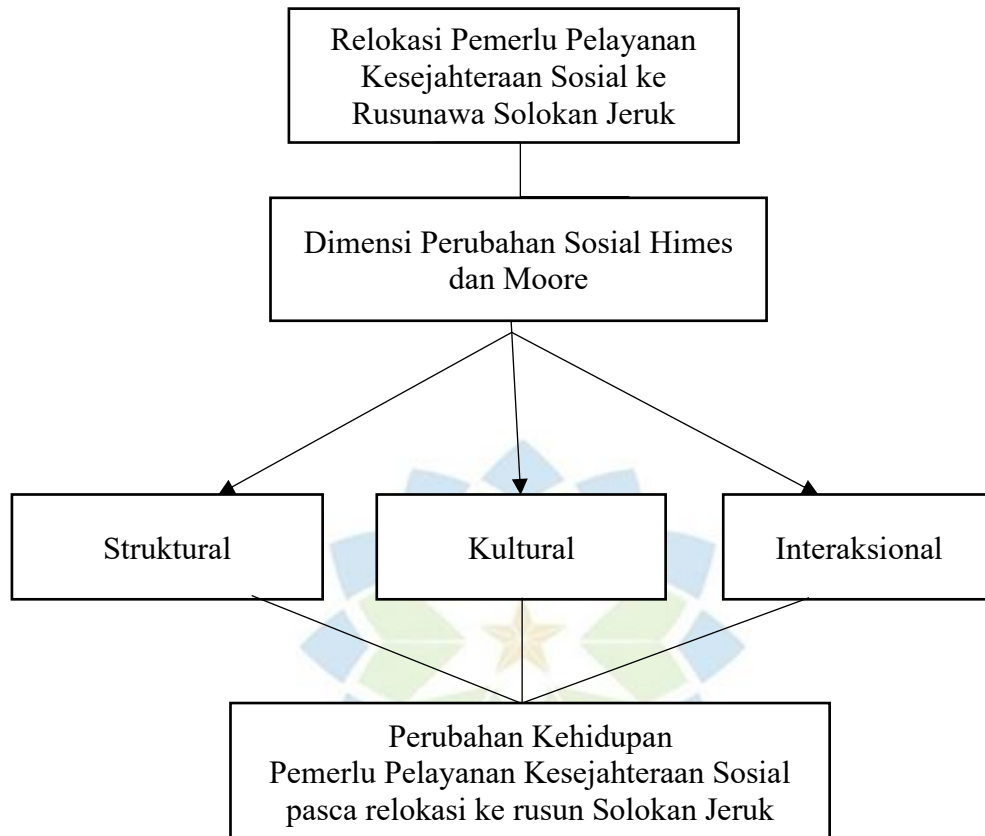 Relokasi Pemerlu Pelayanan
Kesejahteraan Sosial ke
Rusunawa Solokan Jeruk
Dimensi Perubahan Sosial Himes
dan Moore
Struktural
Kultural
Interaksional
Perubahan Kehidupan
Pemerlu Pelayanan Kesejahteraan Sosial
pasca relokasi ke rusun Solokan Jeruk